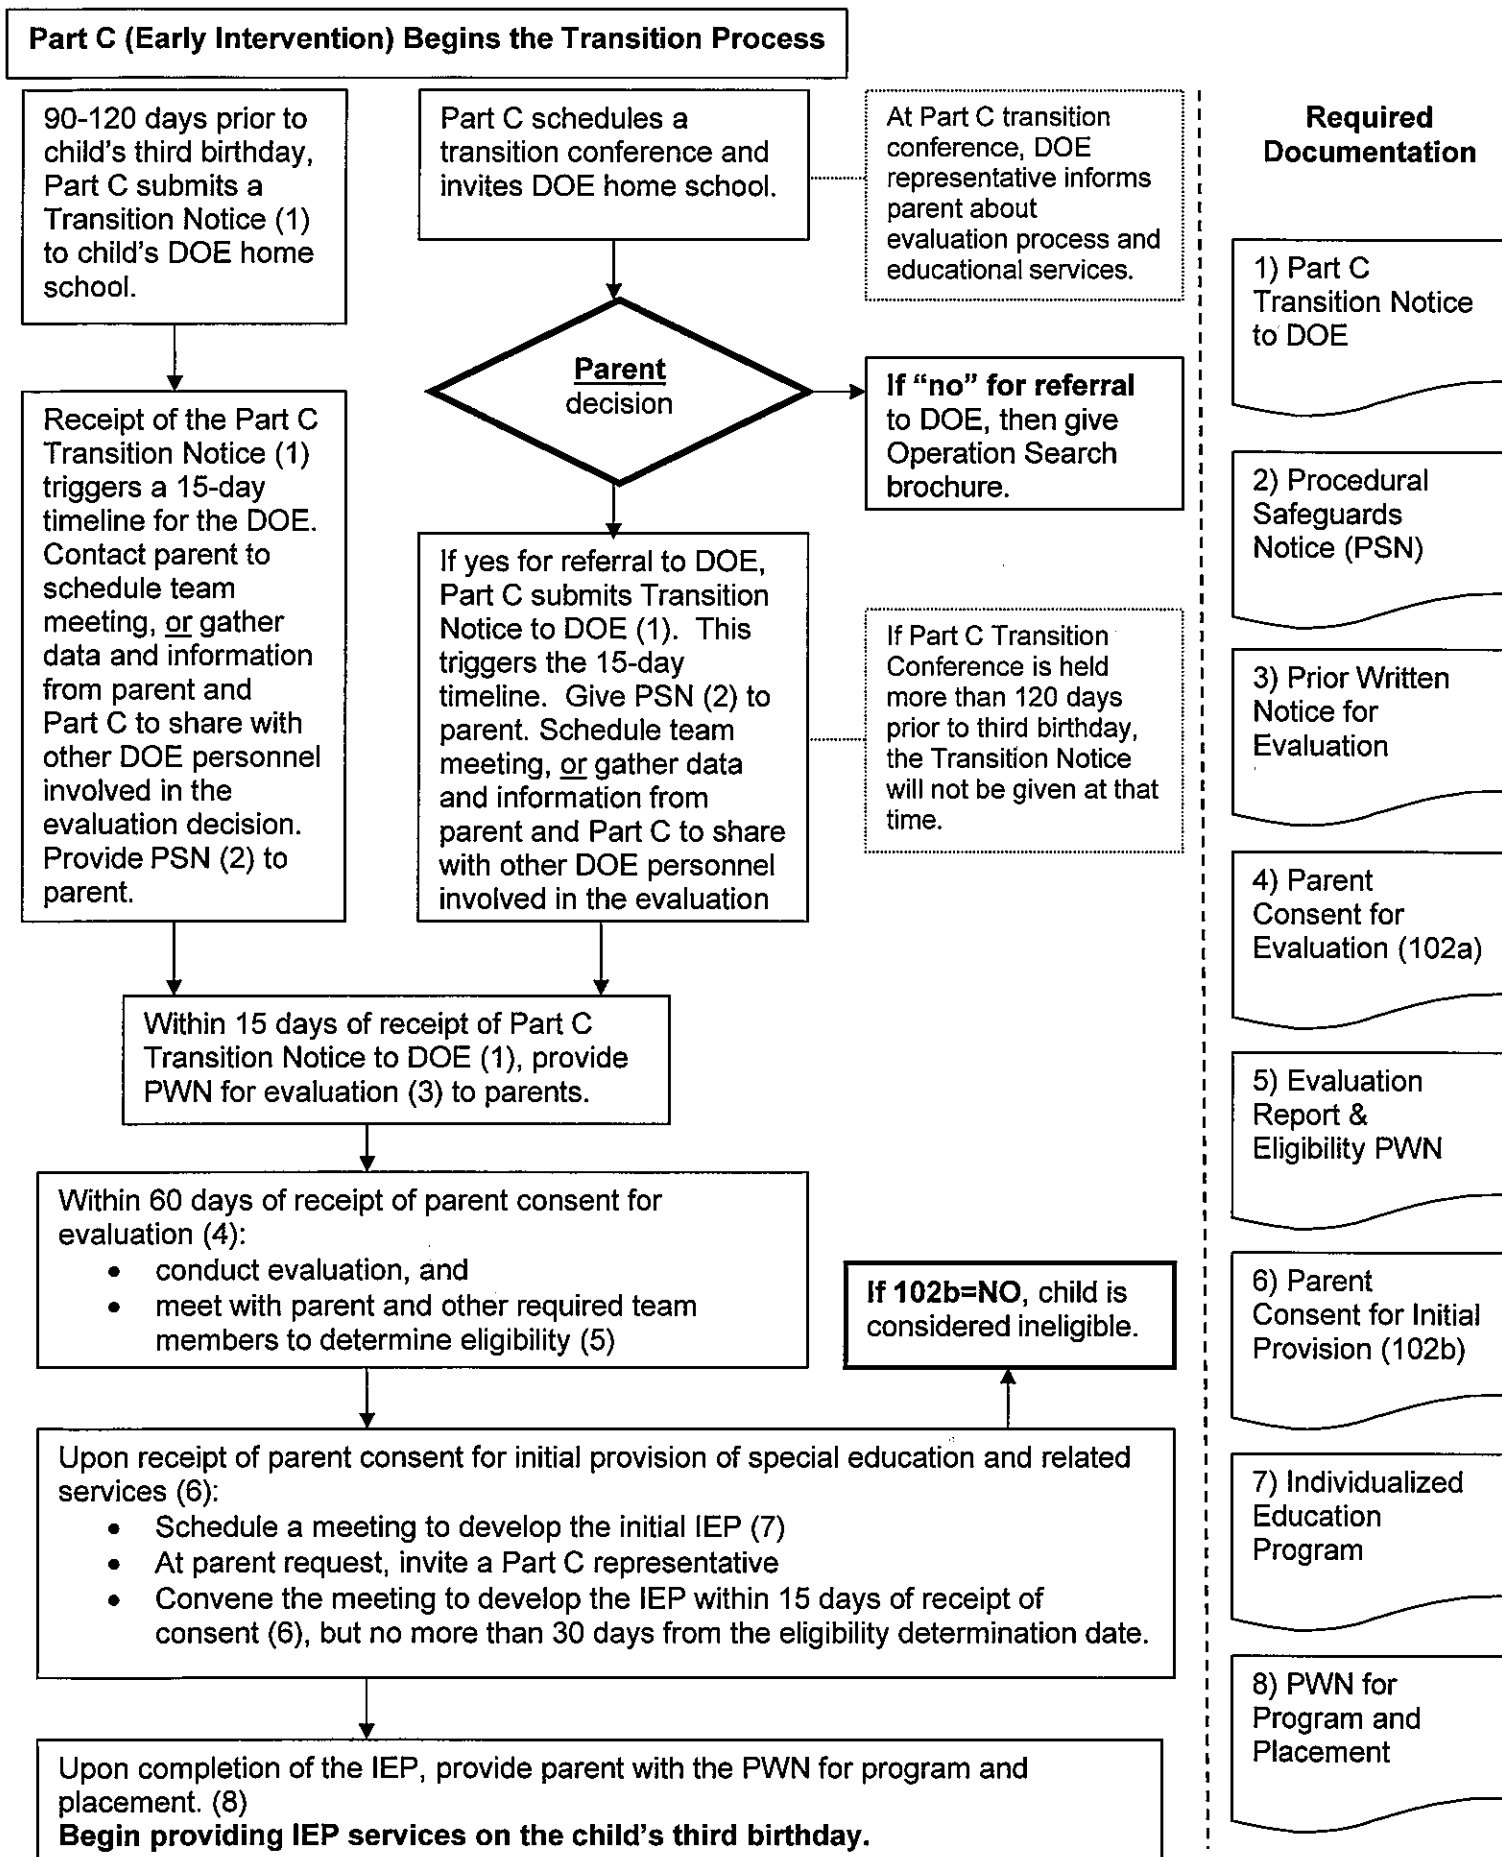 Part C (Early Intervention) Begins the Transition Process
90-120 days prior to
child's third birthday,
Part C submits a
Transition Notice (1)
to child's DOE home
school.
Part C schedules a
transition conference and
invites DOE home school.
At Part C transition
conference, DOE
representative informs
parent about
evaluation process and
educational services.
Parent
decision
If “no” for referral
to DOE, then give
Operation Search
brochure.
Receipt of the Part C
Transition Notice (1)
triggers a 15-day
timeline for the DOE.
Contact parent to
schedule team
meeting, or gather
data and information
from parent and
Part C to share with
other DOE personnel
involved in the
evaluation decision.
Provide PSN (2) to
parent.
If yes for referral to DOE,
Part C submits Transition
Notice to DOE (1).  This
triggers the 15-day
timeline.  Give PSN (2) to
parent. Schedule team
meeting, or gather data
and information from
parent and Part C to share
with other DOE personnel
involved in the evaluation
If Part C Transition
Conference is held
more than 120 days
prior to third birthday,
the Transition Notice
will not be given at that
time.
Within 15 days of receipt of Part C
Transition Notice to DOE (1), provide
PWN for evaluation (3) to parents.
Within 60 days of receipt of parent consent for
evaluation (4):
• conduct evaluation, and
• meet with parent and other required team
members to determine eligibility (5)
If 102b=NO, child is
considered ineligible.
Upon receipt of parent consent for initial provision of special education and related
services (6):
• Schedule a meeting to develop the initial IEP (7)
• At parent request, invite a Part C representative
• Convene the meeting to develop the IEP within 15 days of receipt of
consent (6), but no more than 30 days from the eligibility determination date.
Upon completion of the IEP, provide parent with the PWN for program and
placement. (8)
Begin providing IEP services on the child's third birthday.
Required
Documentation
1) Part C
Transition Notice
to DOE
2) Procedural
Safeguards
Notice (PSN)
3) Prior Written
Notice for
Evaluation
4) Parent
Consent for
Evaluation (102a)
5) Evaluation
Report &
Eligibility PWN
6) Parent
Consent for Initial
Provision (102b)
7) Individualized
Education
Program
8) PWN for
Program and
Placement